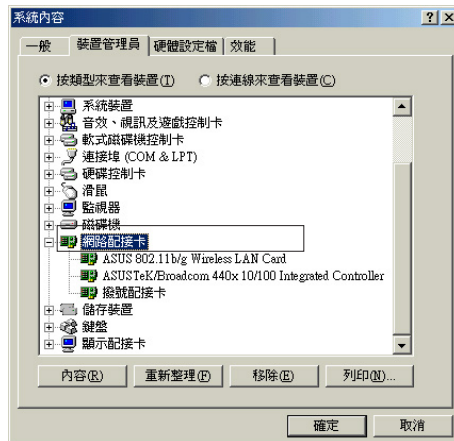 系統內容
一般 裝置管理員 硬體設定檔 效能
按類型來查看裝置(I) 按連線來查看裝置(C)
系統裝置
音效、視訊及遊戲控制卡
軟式磁碟機控制卡
連接埠 (COM & LPT)
硬碟控制卡
滑鼠
監視器
磁碟機
網路配接卡
ASUS 802.11b/g Wireless LAN Card
ASUSTeK/Broadcom 440x 10/100 Integrated Controller
撥號配接卡
儲存裝置
鍵盤
顯示配接卡
內容(R) 重新整理(F) 移除(E) 列印(N)...
確定 取消